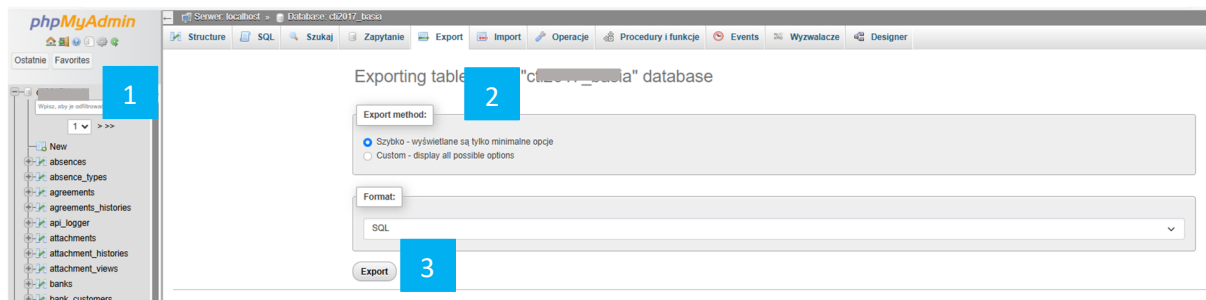 phpMyAdmin
Ostatnie Favorites
1
Wpisz, aby je odfiltrować
1 > >>
New
absences
absence_types
agreements
agreements_histories
api_logger
attachments
attachment_histories
attachment_views
banks
bank_customers
Serwer: localhost » Database: cti2017_basia
Structure SQL Szukaj Zapytanie Export Import Operacje Procedury i funkcje Events Wyzwalacze Designer
Exporting table "cti2017_basia" database
2
Export method:
Szybko - wyświetlane są tylko minimalne opcje
Custom - display all possible options
Format:
SQL
Export
3